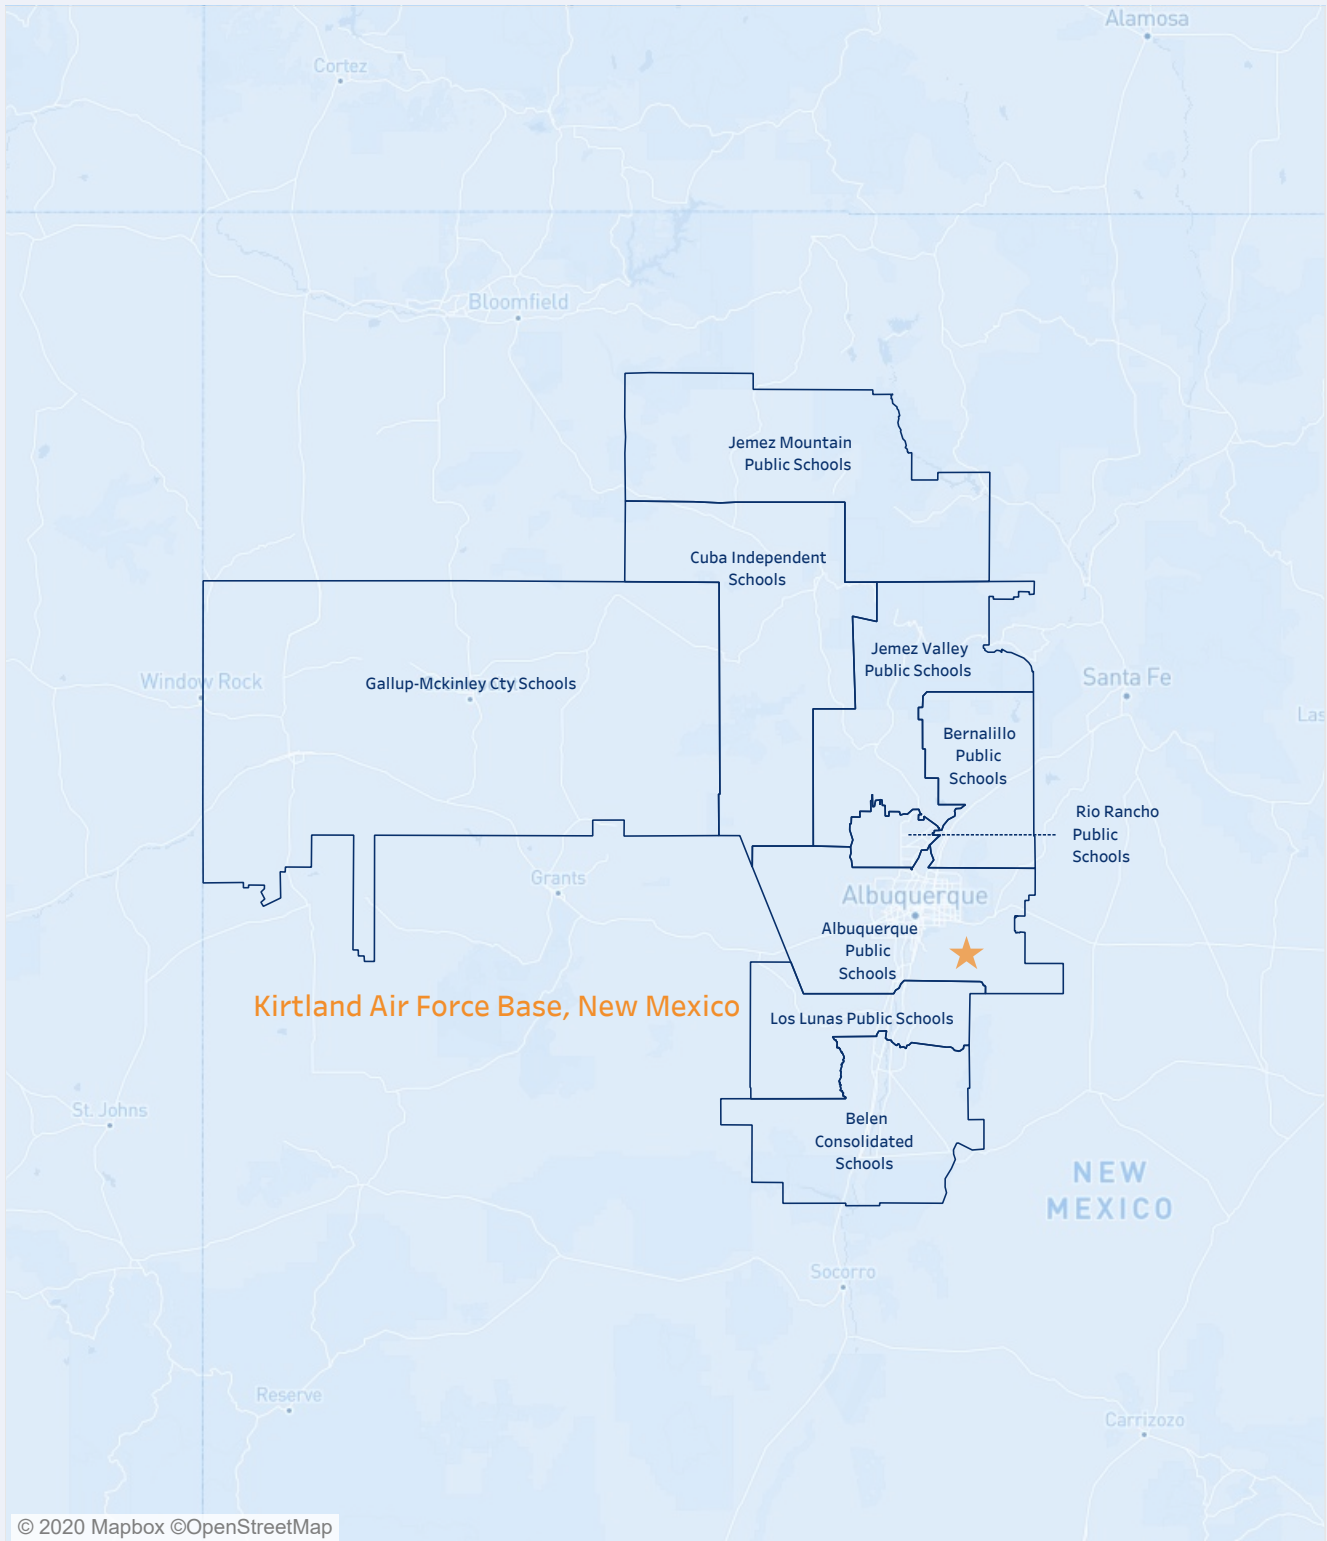 Alamosa
Cortez
Bloomfield
Jemez Mountain
Public Schools
Cuba Independent
Schools
Jemez Valley
Public Schools
Window Rock
Gallup-Mckinley Cty Schools
Santa Fe
Las
Bernalillo
Public
Schools
Rio Rancho
Public
Schools
Grants
Albuquerque
Albuquerque
Public
Schools
Kirtland Air Force Base, New Mexico
Los Lunas Public Schools
St. Johns
Belen
Consolidated
Schools
NEW
MEXICO
Socorro
Reserve
Carrizozo
© 2020 Mapbox ©OpenStreetMap